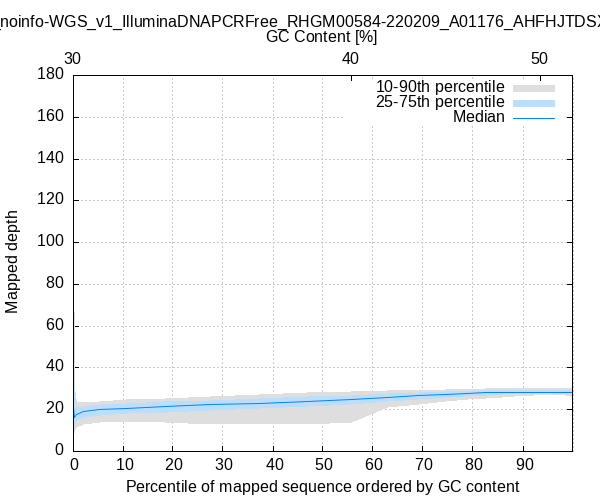 noinfo-WGS_v1_IlluminaDNAPCRFree_RHGM00584-220209_A01176_AHFHJTDSX
GC Content [%]
30 40 50
180
160
140
120
100
80
60
40
20
0
10-90th percentile
25-75th percentile
Median
Mapped depth
0 10 20 30 40 50 60 70 80 90
Percentile of mapped sequence ordered by GC content